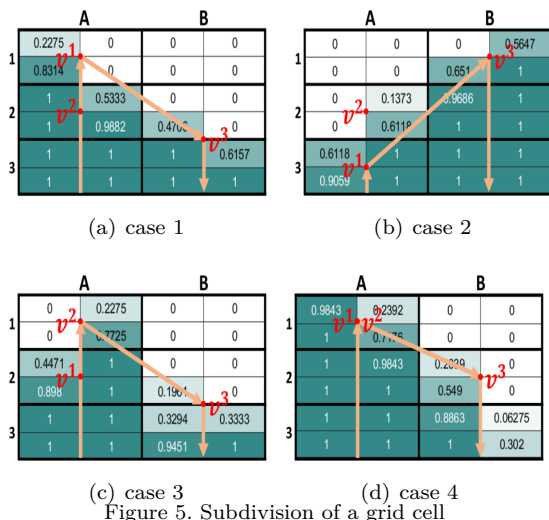 A B A B
0.2275 0 0 0 0 0 0 0.5647
1 v1 1 v3
0.8314 0 0 0 0 0 0.651 1
1 0.5333 0 0 0 0.1373 0.9686 1
2 v2 2 v2
1 0.9882 0.4706 0 0 0.6118 1 1
v3
1 1 1 0.6157 0.6118 1 1 1
3 3 v1
1 1 1 1 0.9059 1 1 1
(a) case 1 (b) case 2
A B A B
0 0.2275 0 0 0.9843 0.2392 0 0
1 v2 1 v1 v2
0 0.7725 0 0 1 0.7176 0 0
0.4471 1 0 0 1 0.9843 0
2 v1 2 v3
0.898 1 0.1961 0 1 1 0.549 0
v3
1 1 0.3294 0.3333 1 1 0.8863 0.06275
3 3
1 1 0.9451 1 1 1 1 0.302
(c) case 3 (d) case 4
Figure 5. Subdivision of a grid cell